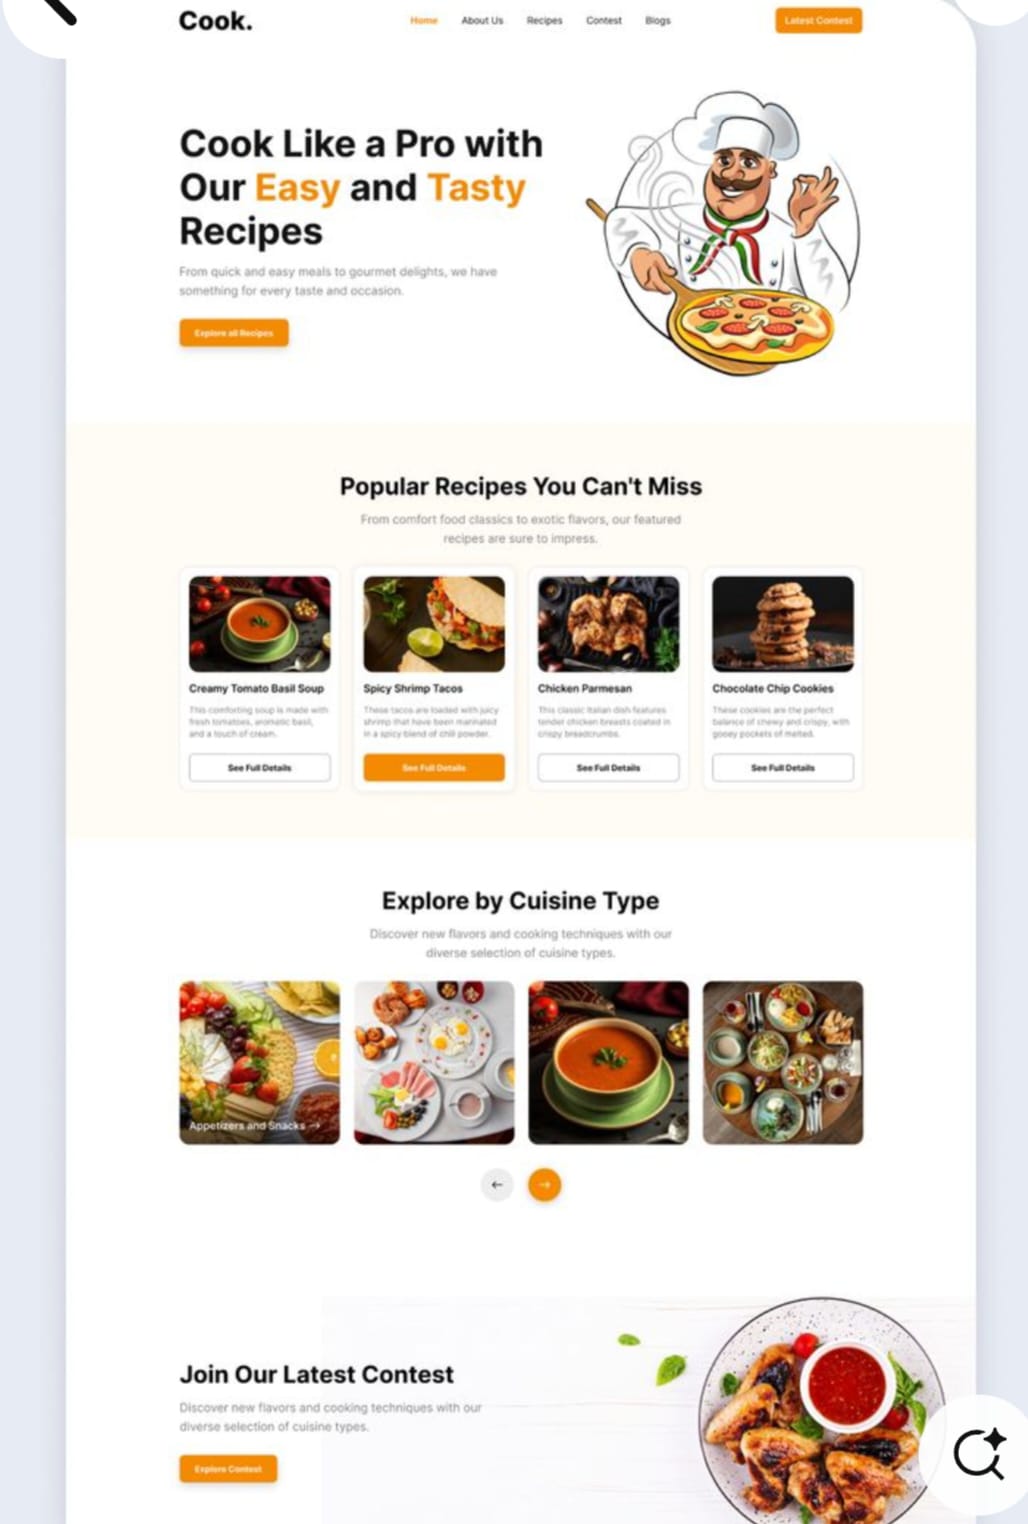 Cook.
Home About Us Recipes Contest Blogs
Latest Contest
Cook Like a Pro with
Our Easy and Tasty
Recipes
From quick and easy meals to gourmet delights, we have
something for every taste and occasion.
Explore all Recipes
Popular Recipes You Can't Miss
From comfort food classics to exotic flavors, our featured
recipes are sure to impress.
Creamy Tomato Basil Soup
This comforting soup is made with
fresh tomatoes, aromatic basil,
and a touch of cream.
See Full Details
Spicy Shrimp Tacos
These tacos are loaded with juicy
shrimp that have been marinated
in a spicy blend of chili powder.
See Full Details
Chicken Parmesan
This classic Italian dish features
tender chicken breasts coated in
crispy breadcrumbs.
See Full Details
Chocolate Chip Cookies
These cookies are the perfect
balance of chewy and crispy, with
gooey pockets of melted.
See Full Details
Explore by Cuisine Type
Discover new flavors and cooking techniques with our
diverse selection of cuisine types.
Appetizers and Snacks →
Join Our Latest Contest
Discover new flavors and cooking techniques with our
diverse selection of cuisine types.
Explore Contest